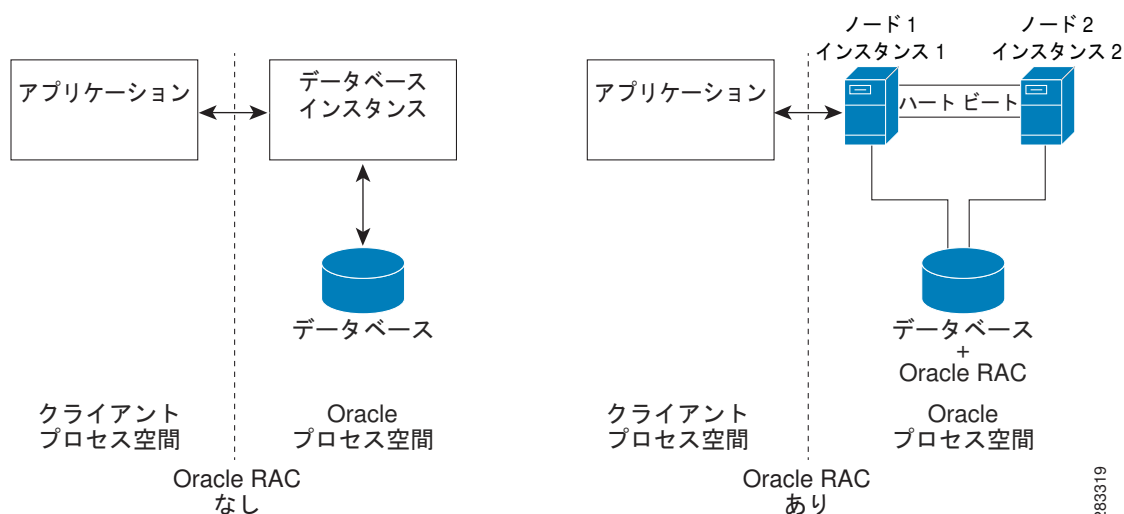 アプリケーション
データベース
インスタンス
データベース
クライアント
プロセス空間
Oracle
プロセス空間
Oracle RAC
なし
ノード 1
インスタンス 1
ノード 2
インスタンス 2
アプリケーション
ハート ビート
データベース
+
Oracle RAC
クライアント
プロセス空間
Oracle
プロセス空間
Oracle RAC
あり
283319